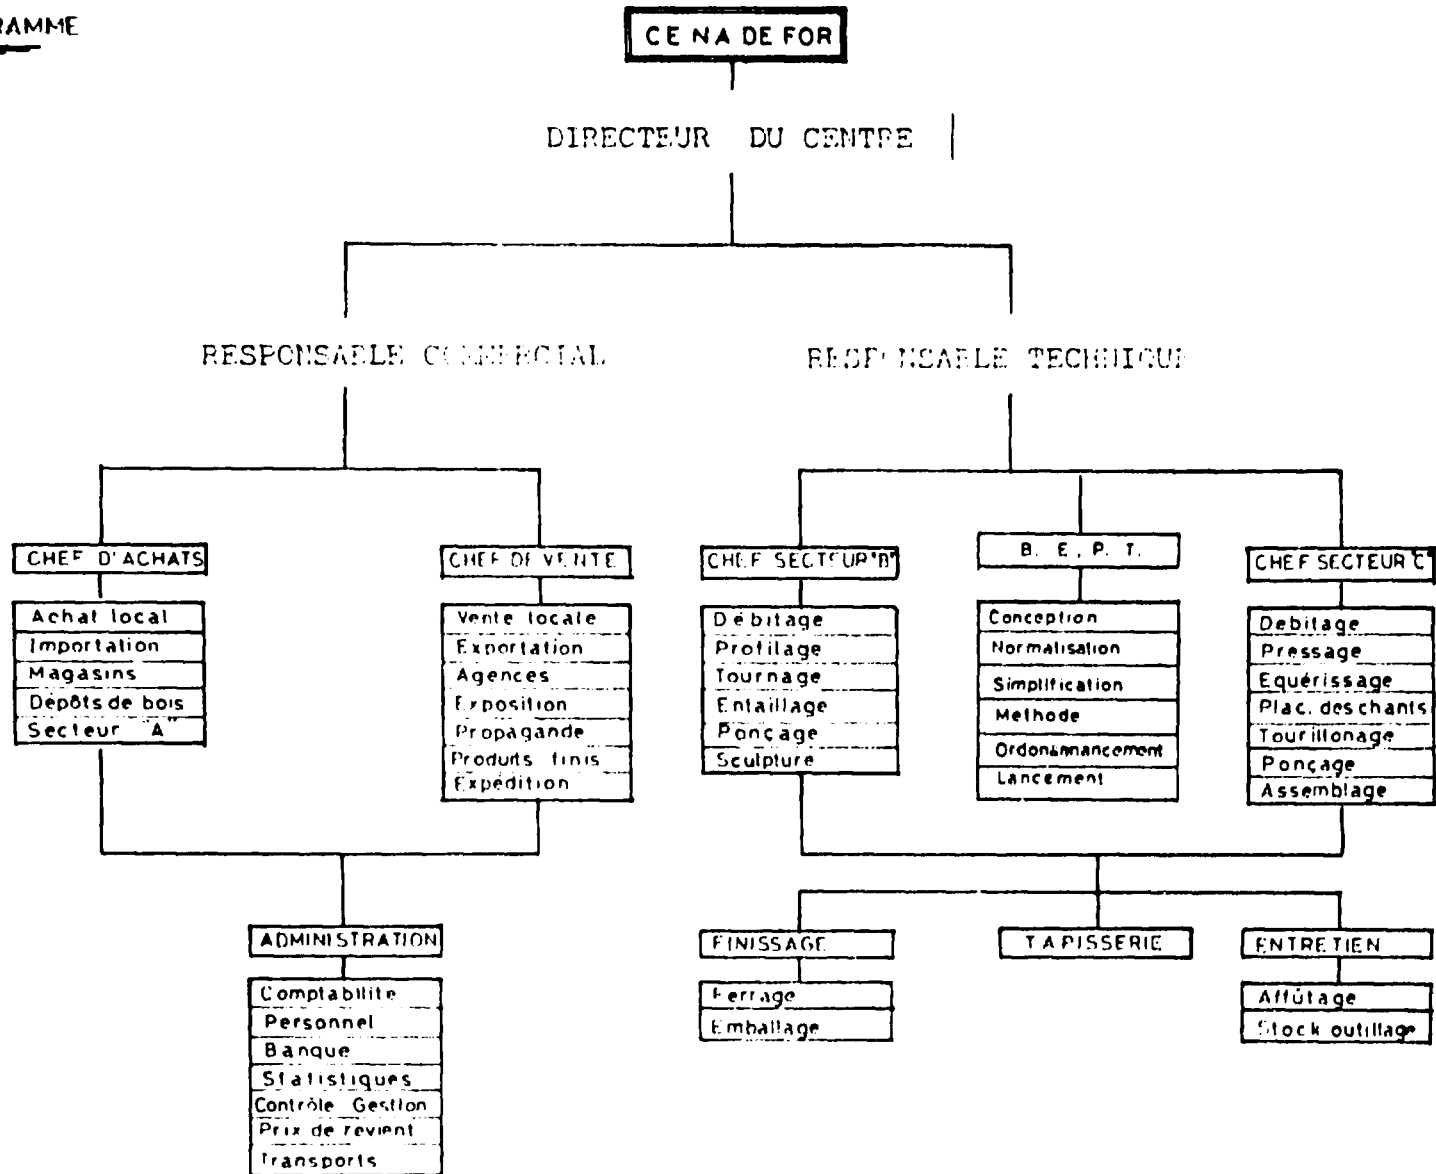 RAMME
CE NA DE FOR
DIRECTEUR DU CENTRE
RESPONSABLE COMMERCIAL
RESPONSABLE TECHNIQUE
CHEF D'ACHATS
Achat local
Importation
Magasins
Dépôts de bois
Secteur "A"
CHEF DE VENTE
Vente locale
Exportation
Agences
Exposition
Propagande
Produits finis
Expédition
ADMINISTRATION
Comptabilité
Personnel
Banque
Statistiques
Contrôle Gestion
Prix de revient
Transports
CHEF SECTEUR "B"
Débitage
Profilage
Tournage
Entaillage
Ponçage
Sculpture
B. E, P. T.
Conception
Normalisation
Simplification
Methode
Ordon&nancement
Lancement
CHEF SECTEUR "C"
Debitage
Pressage
Equérissage
Plac. des chants
Tourillonage
Ponçage
Assemblage
FINISSAGE
Ferrage
Emballage
TAPISSERIE
ENTRETIEN
Affûtage
Stock outillage